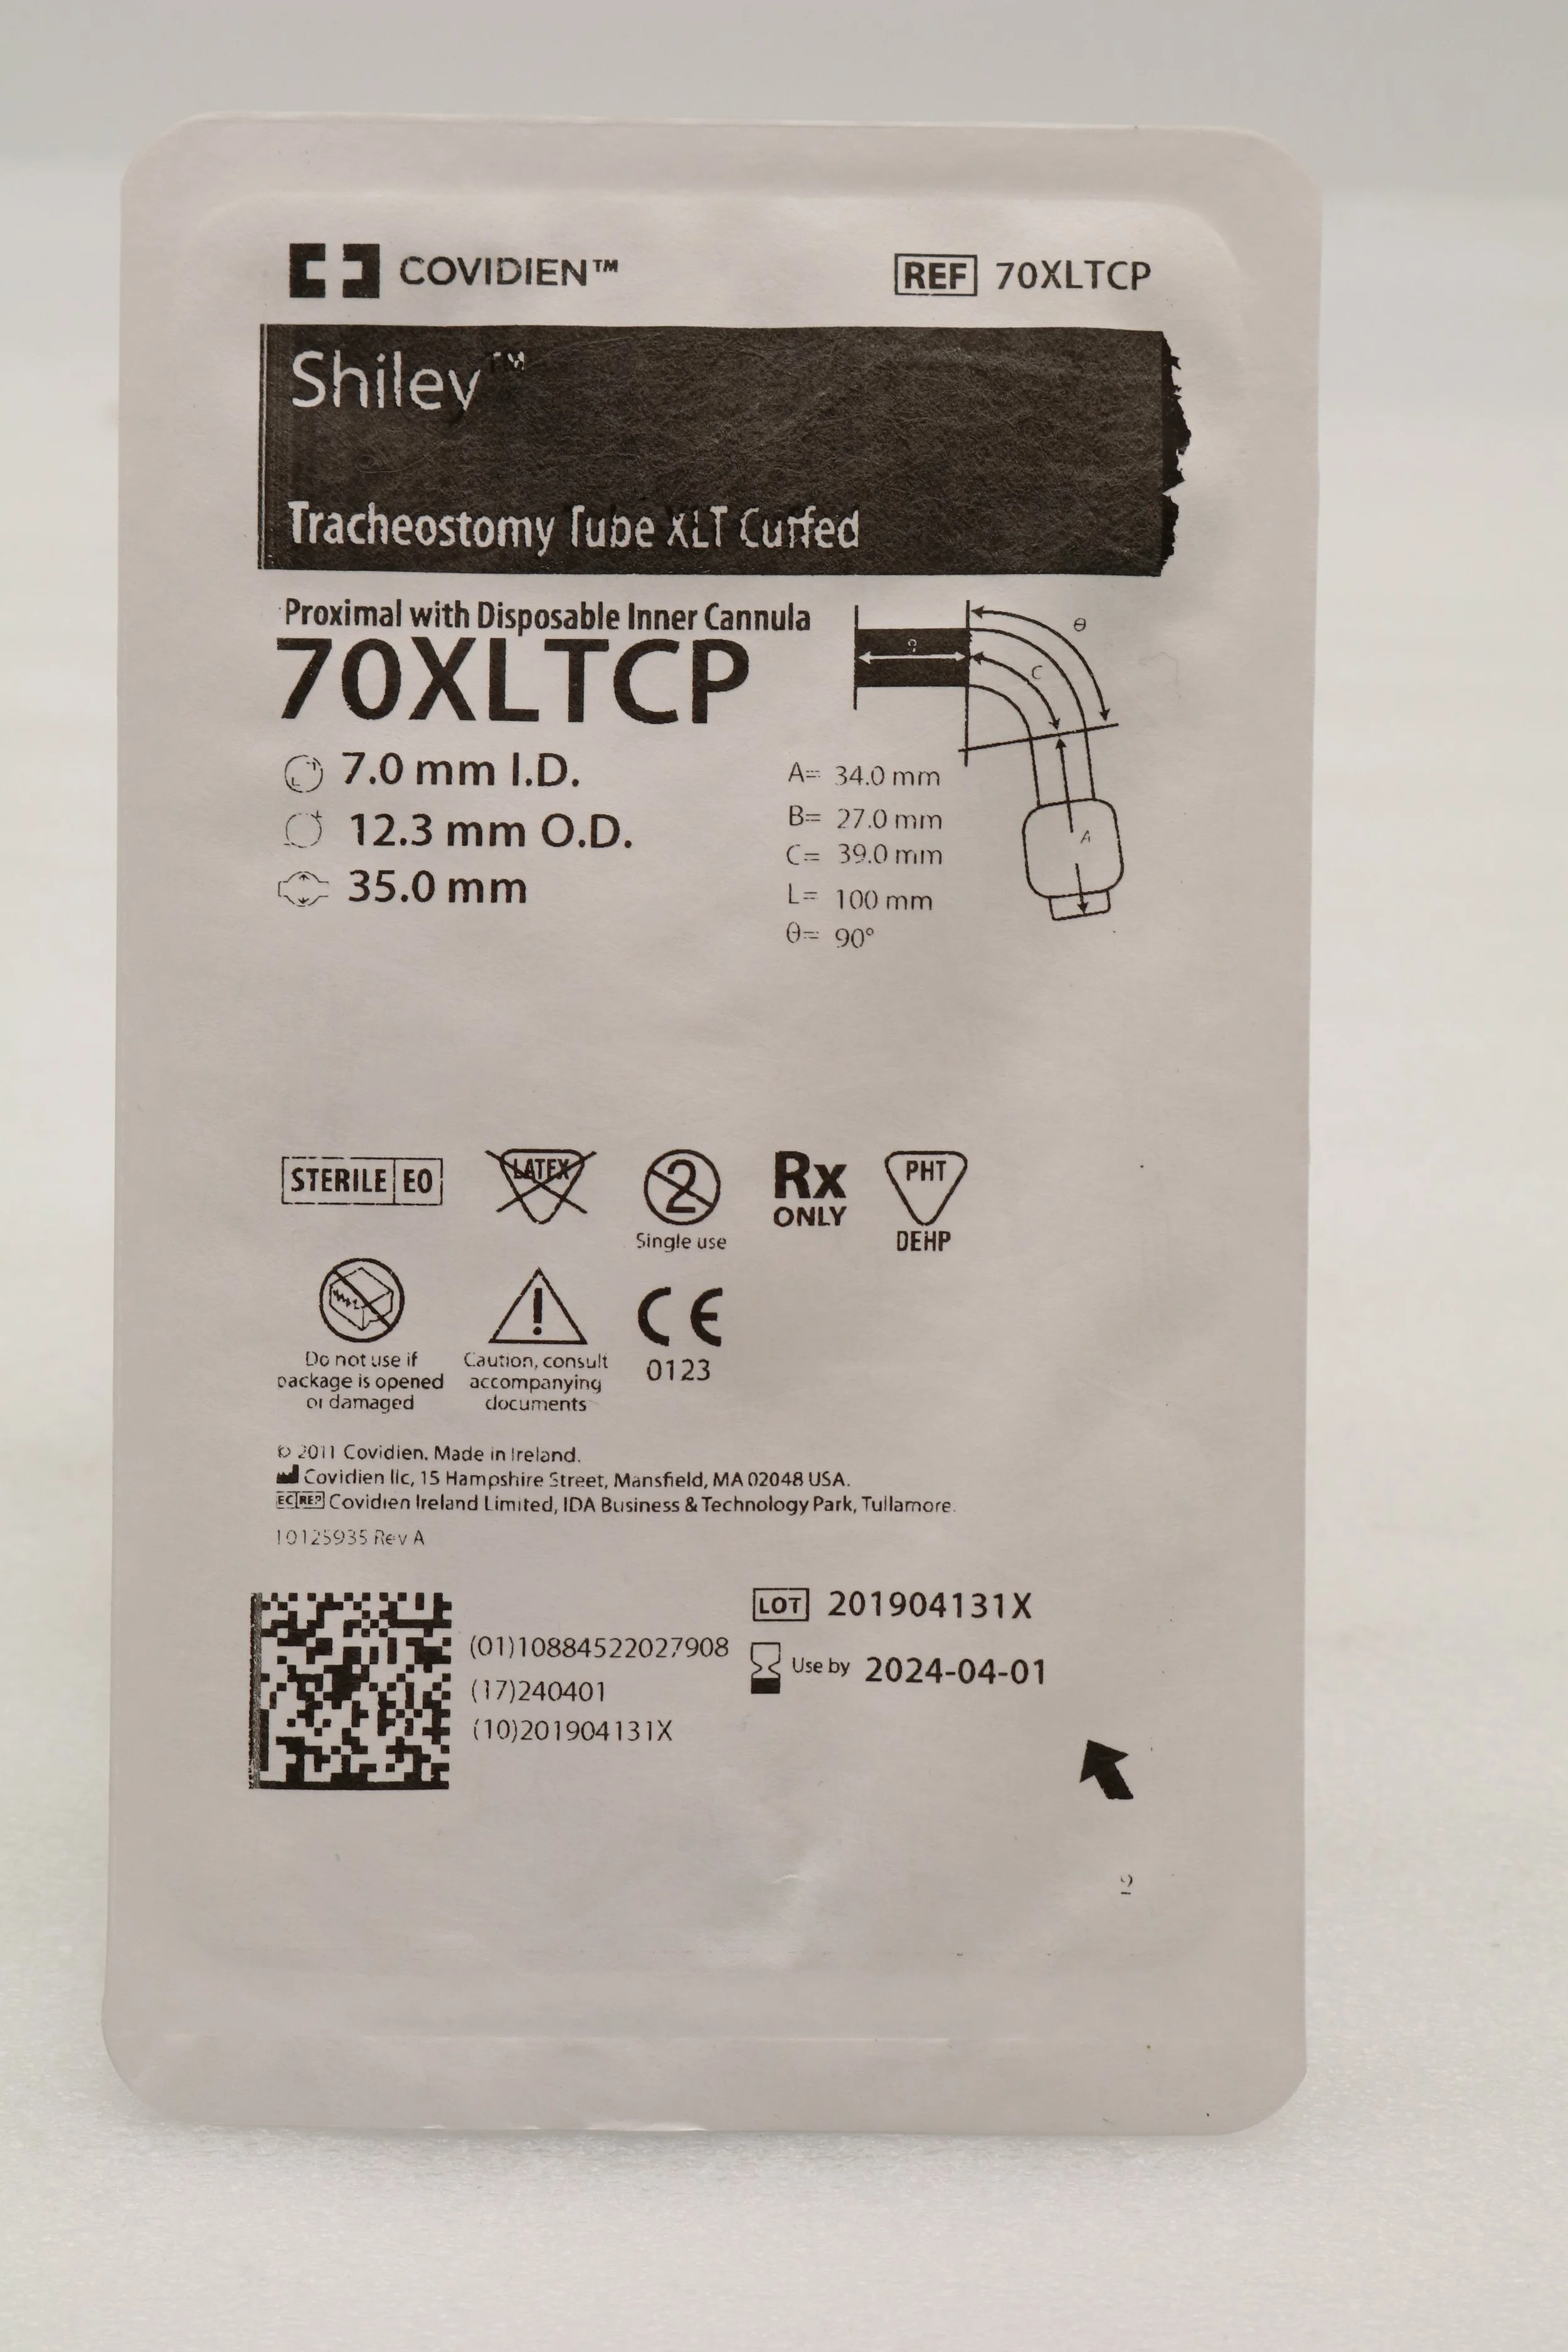 COVIDIEN™
REF 70XLTCP
Shiley™
Tracheostomy Tube XLT Cuffed
Proximal with Disposable Inner Cannula
70XLTCP
7.0 mm I.D.
12.3 mm O.D.
35.0 mm
θ
C
A
A= 34.0 mm
B= 27.0 mm
C= 39.0 mm
L= 100 mm
θ= 90°
STERILE EO
LATEX
2
Single use
Rx
ONLY
PHT
DEHP
Do not use if
package is opened
or damaged
!
Caution, consult
accompanying
documents
CE
0123
© 2011 Covidien. Made in Ireland.
Covidien llc, 15 Hampshire Street, Mansfield, MA 02048 USA.
EC REP Covidien Ireland Limited, IDA Business & Technology Park, Tullamore.
10125935 Rev A
(01)10884522027908
(17)240401
(10)201904131X
LOT 201904131X
Use by 2024-04-01
2